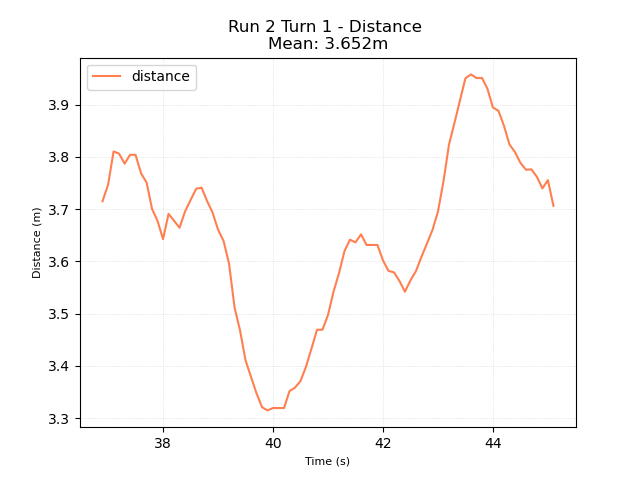 Run 2 Turn 1 - Distance
Mean: 3.652m
distance
3.9
3.8
3.7
3.6
3.5
3.4
3.3
Distance (m)
38 40 42 44
Time (s)